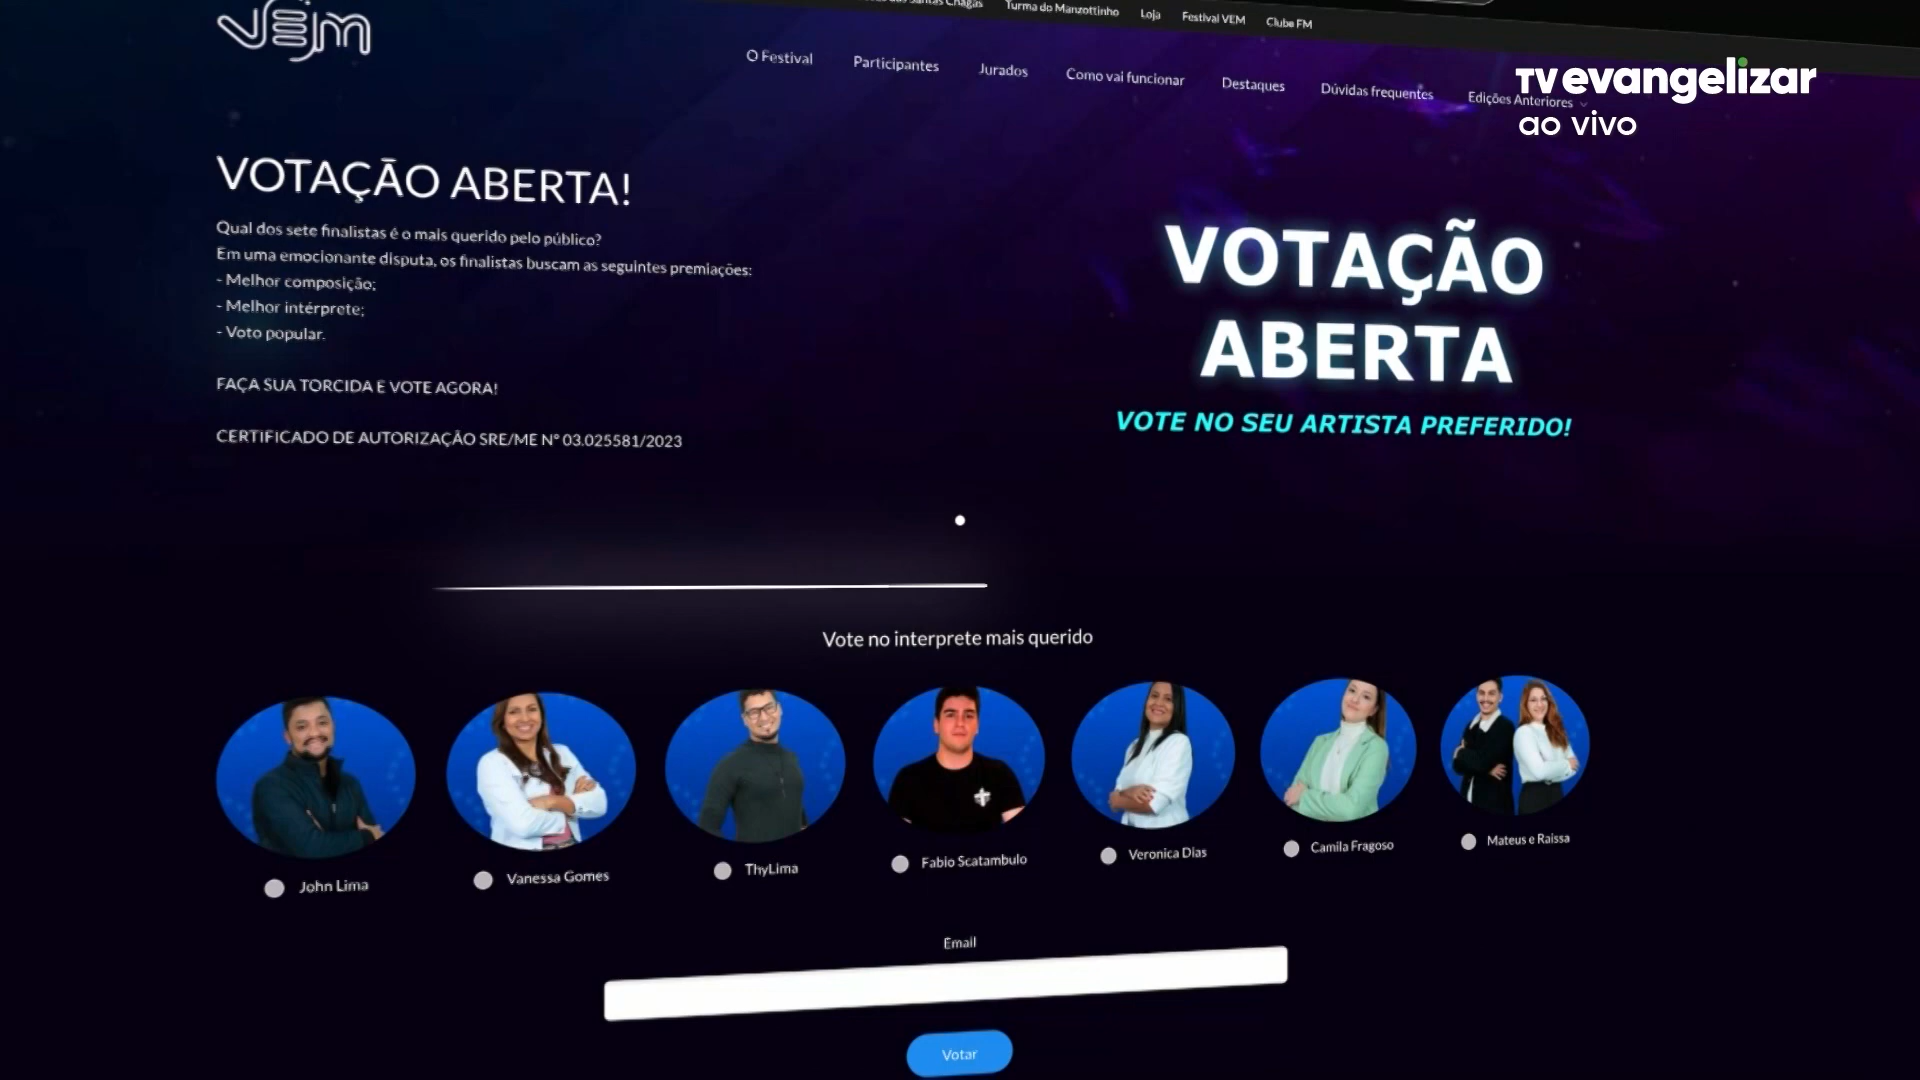 VEM
Turma do Manzottinho
Loja
Festival VEM
Clube FM
O Festival
Participantes
Jurados
Como vai funcionar
Destaques
Dúvidas frequentes
Edições Anteriores
TV evangelizar
ao vivo
VOTAÇÃO ABERTA!
Qual dos sete finalistas é o mais querido pelo público?
Em uma emocionante disputa, os finalistas buscam as seguintes premiações:
- Melhor composição;
- Melhor intérprete;
- Voto popular.
FAÇA SUA TORCIDA E VOTE AGORA!
CERTIFICADO DE AUTORIZAÇÃO SRE/ME Nº 03.025581/2023
VOTAÇÃO
ABERTA
VOTE NO SEU ARTISTA PREFERIDO!
Vote no interprete mais querido
John Lima
Vanessa Gomes
ThyLima
Fabio Scatambulo
Veronica Dias
Camila Fragoso
Mateus e Raissa
Email
Votar